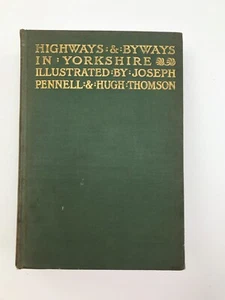 HIGHWAYS & BYWAYS
IN YORKSHIRE
ILLUSTRATED BY JOSEPH
PENNELL & HUGH THOMSON